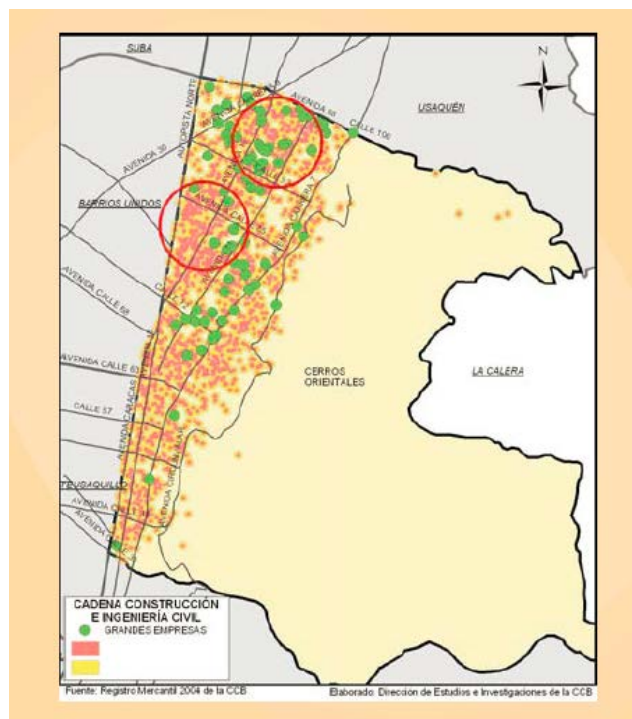 SUBA
N
USAQUÉN
AUTOPISTA NORTE
AVENIDA 68
CALLE 100
AVENIDA 30
BARRIOS UNIDOS
CALLE 72
AVENIDA CALLE 68
AVENIDA CALLE 63
CERROS
ORIENTALES
LA CALERA
CALLE 57
AVENIDA CARACAS
TEUSAQUILLO
CADENA CONSTRUCCIÓN
E INGENIERÍA CIVIL
GRANDES EMPRESAS
Fuente: Registro Mercantil 2004 de la CCB
Elaborado: Dirección de Estudios e Investigaciones de la CCB